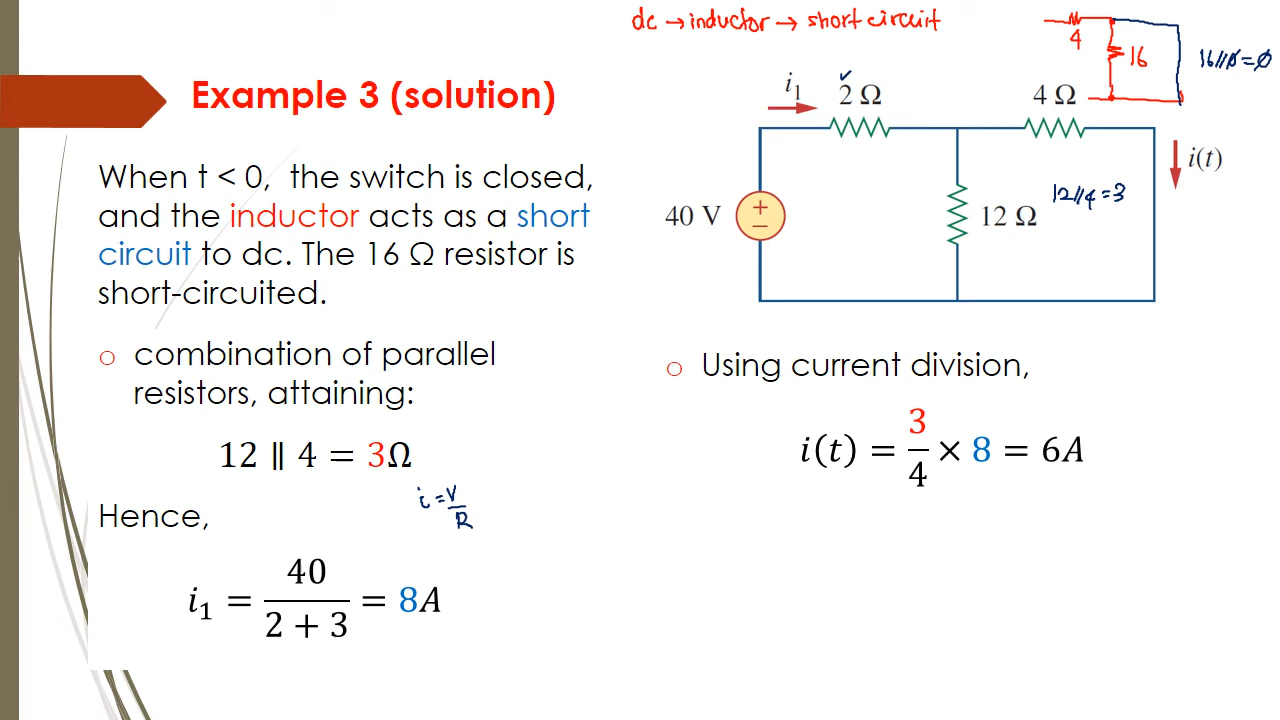 dc → inductor → short circuit
4
16
16//0=0
Example 3 (solution)
When t < 0, the switch is closed,
and the inductor acts as a short
circuit to dc. The 16 Ω resistor is
short-circuited.
○ combination of parallel
resistors, attaining:
12 ∥ 4 = 3Ω
Hence,
i = V/R
i₁ = 40/(2 + 3) = 8A
i₁
✓
2 Ω
4 Ω
i(t)
40 V
+
−
12 Ω
12//4 = 3
○ Using current division,
i(t) = 3/4 × 8 = 6A